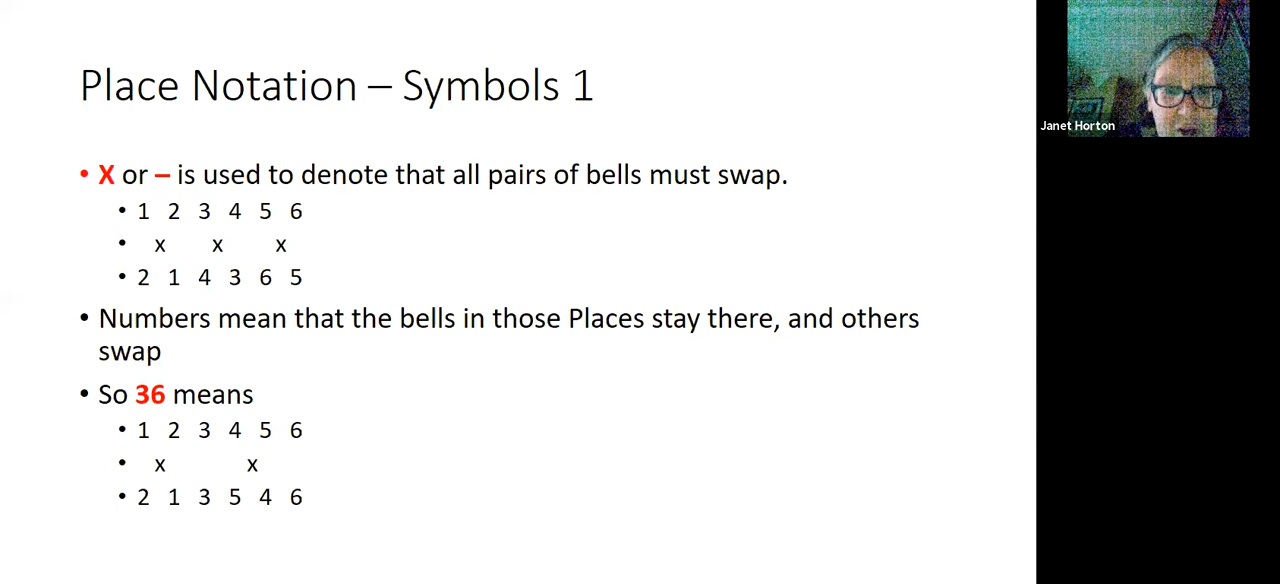 Place Notation – Symbols 1
• X or – is used to denote that all pairs of bells must swap.
• 1 2 3 4 5 6
• x x x
• 2 1 4 3 6 5
• Numbers mean that the bells in those Places stay there, and others
swap
• So 36 means
• 1 2 3 4 5 6
• x x
• 2 1 3 5 4 6
Janet Horton